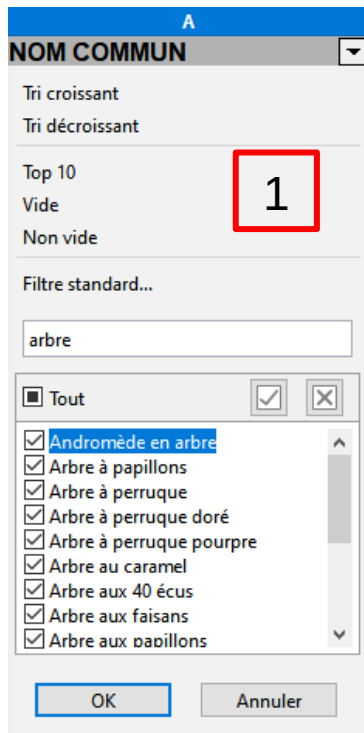 A
NOM COMMUN
Tri croissant
Tri décroissant
Top 10
Vide
Non vide
1
Filtre standard...
arbre
Tout
Andromède en arbre
Arbre à papillons
Arbre à perruque
Arbre à perruque doré
Arbre à perruque pourpre
Arbre au caramel
Arbre aux 40 écus
Arbre aux faisans
Arbre aux papillons
OK Annuler